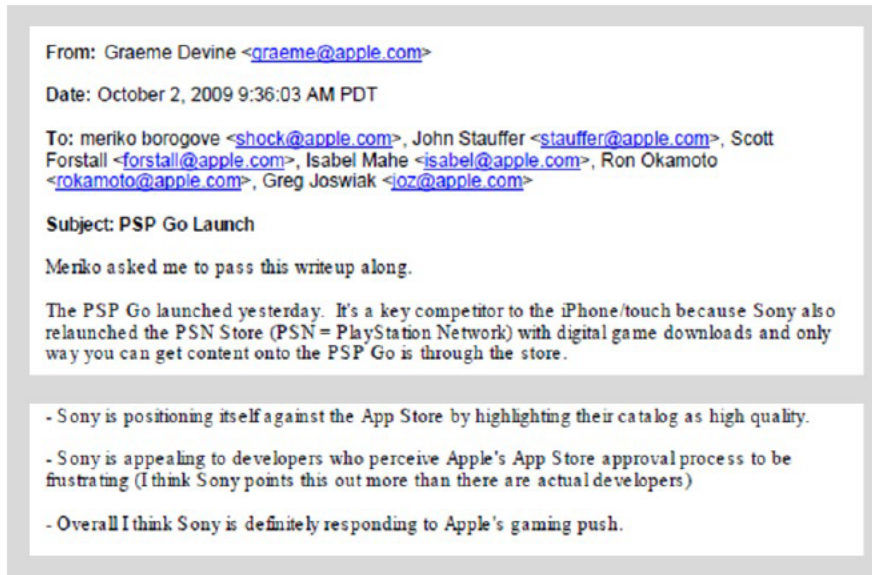 From: Graeme Devine <graeme@apple.com>
Date: October 2, 2009 9:36:03 AM PDT
To: meriko borogove <shock@apple.com>, John Stauffer <stauffer@apple.com>, Scott
Forstall <forstall@apple.com>, Isabel Mahe <isabel@apple.com>, Ron Okamoto
<rokamoto@apple.com>, Greg Joswiak <joz@apple.com>
Subject: PSP Go Launch
Meriko asked me to pass this writeup along.
The PSP Go launched yesterday.  It's a key competitor to the iPhone/touch because Sony also
relaunched the PSN Store (PSN = PlayStation Network) with digital game downloads and only
way you can get content onto the PSP Go is through the store.
- Sony is positioning itself against the App Store by highlighting their catalog as high quality.
- Sony is appealing to developers who perceive Apple's App Store approval process to be
frustrating (I think Sony points this out more than there are actual developers)
- Overall I think Sony is definitely responding to Apple's gaming push.